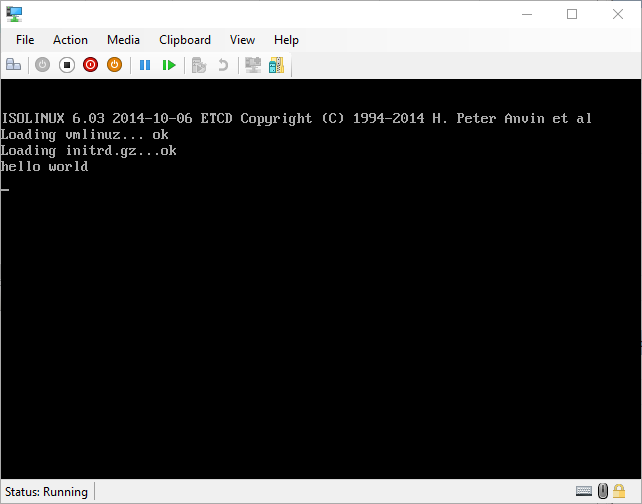 File Action Media Clipboard View Help
ISOLINUX 6.03 2014-10-06 ETCD Copyright (C) 1994-2014 H. Peter Anvin et al
Loading vmlinuz... ok
Loading initrd.gz...ok
hello world
Status: Running